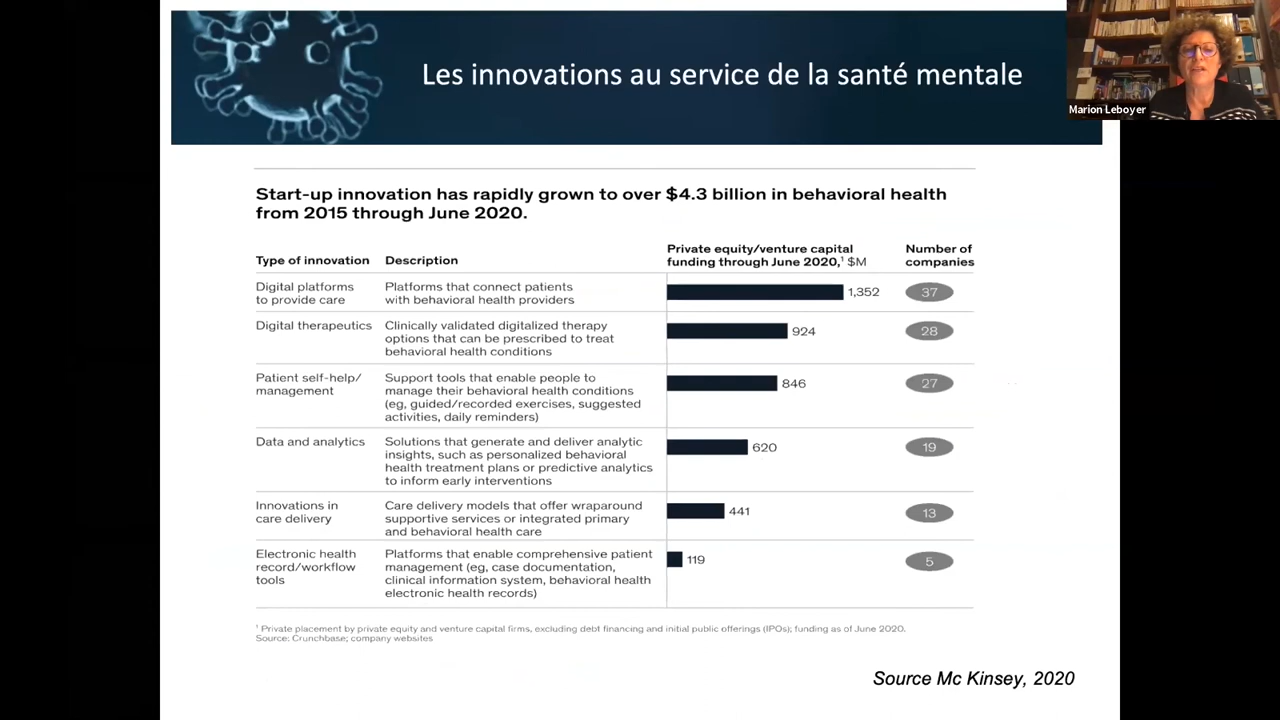 Les innovations au service de la santé mentale
Marion Leboyer
Start-up innovation has rapidly grown to over $4.3 billion in behavioral health
from 2015 through June 2020.
Type of innovation
Description
Private equity/venture capital
funding through June 2020,¹ $M
Number of
companies
Digital platforms
to provide care
Platforms that connect patients
with behavioral health providers
1,352
37
Digital therapeutics
Clinically validated digitalized therapy
options that can be prescribed to treat
behavioral health conditions
924
28
Patient self-help/
management
Support tools that enable people to
manage their behavioral health conditions
(eg, guided/recorded exercises, suggested
activities, daily reminders)
846
27
Data and analytics
Solutions that generate and deliver analytic
insights, such as personalized behavioral
health treatment plans or predictive analytics
to inform early interventions
620
19
Innovations in
care delivery
Care delivery models that offer wraparound
supportive services or integrated primary
and behavioral health care
441
13
Electronic health
record/workflow
tools
Platforms that enable comprehensive patient
management (eg, case documentation,
clinical information system, behavioral health
electronic health records)
119
5
¹ Private placement by private equity and venture capital firms, excluding debt financing and initial public offerings (IPOs); funding as of June 2020.
Source: Crunchbase; company websites
Source Mc Kinsey, 2020